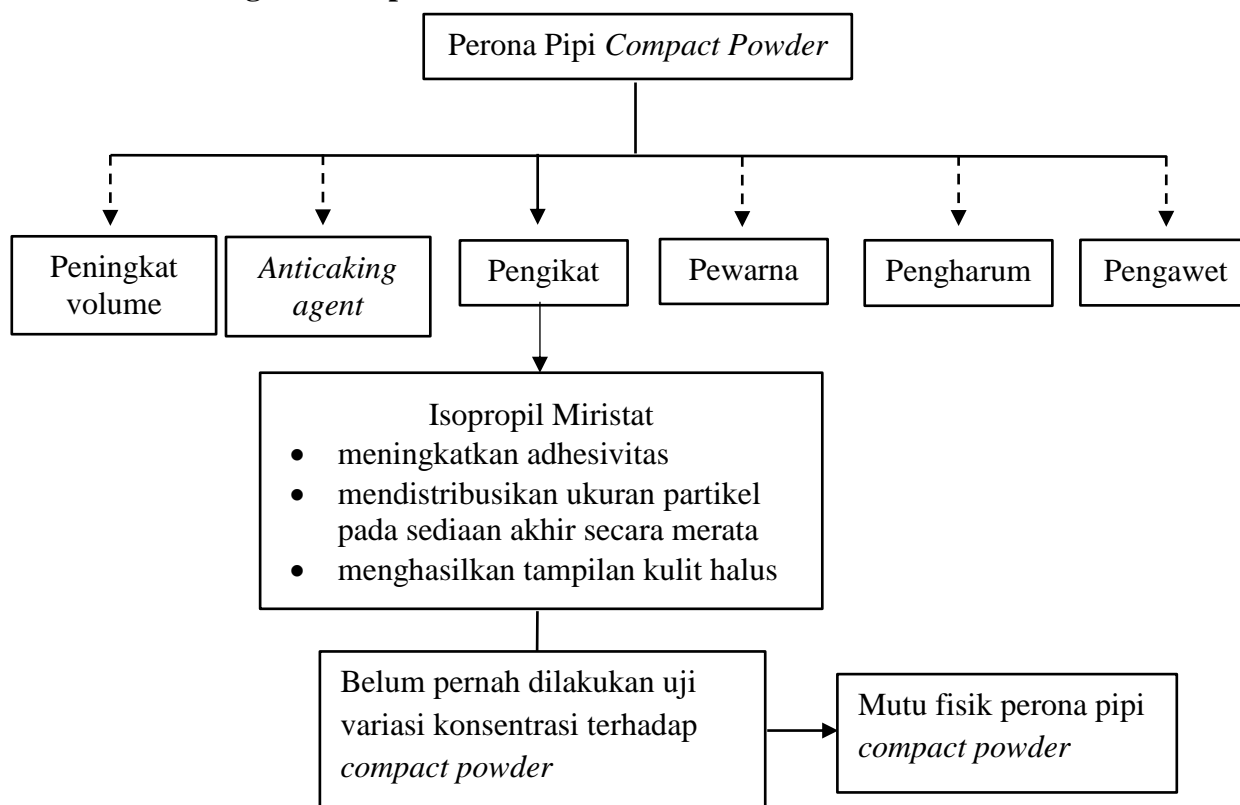 Perona Pipi Compact Powder
Peningkat
volume
Anticaking
agent
Pengikat
Pewarna
Pengharum
Pengawet
Isopropil Miristat
• meningkatkan adhesivitas
• mendistribusikan ukuran partikel
pada sediaan akhir secara merata
• menghasilkan tampilan kulit halus
Belum pernah dilakukan uji
variasi konsentrasi terhadap
compact powder
Mutu fisik perona pipi
compact powder